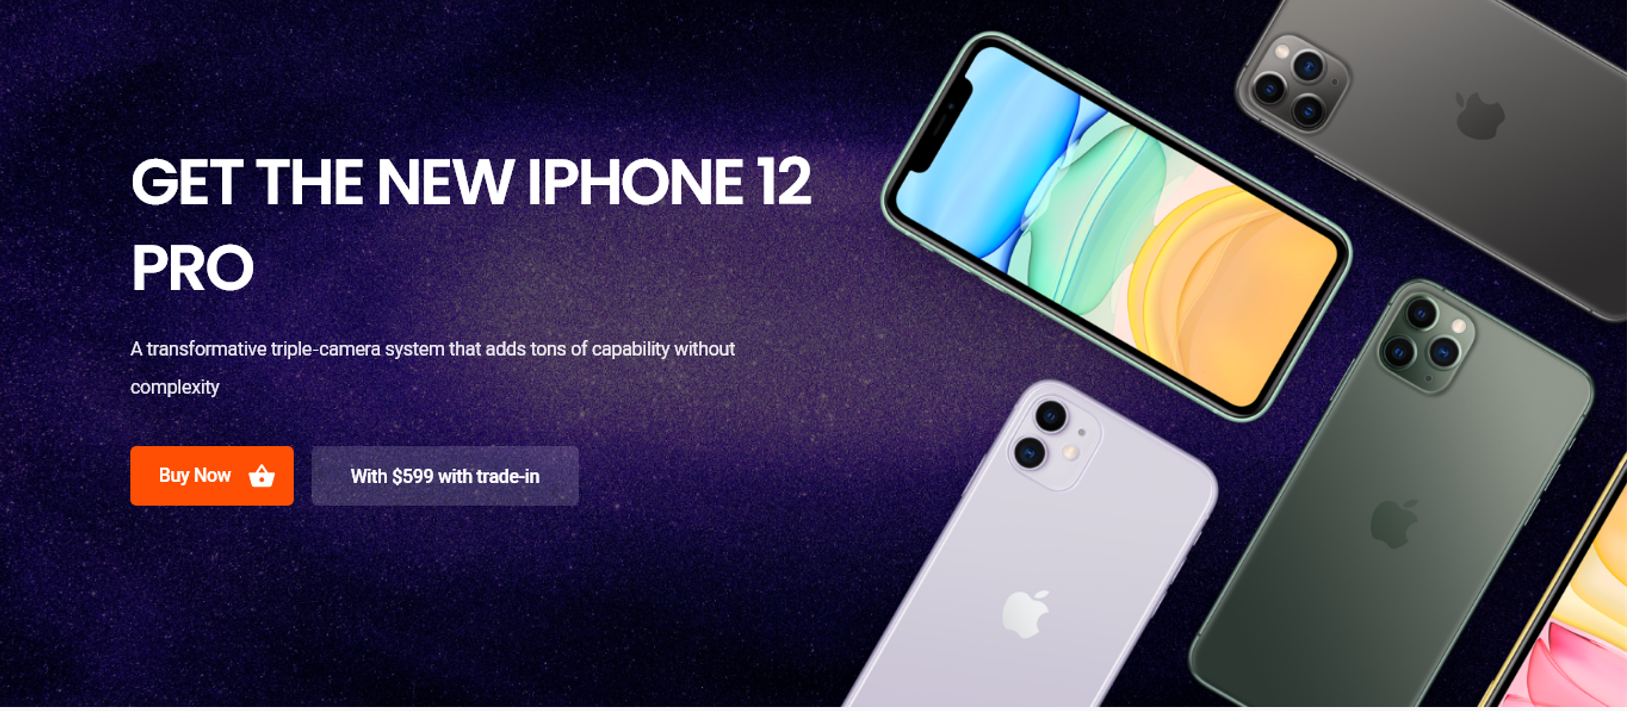 GET THE NEW IPHONE 12
PRO
A transformative triple-camera system that adds tons of capability without
complexity
Buy Now
With $599 with trade-in